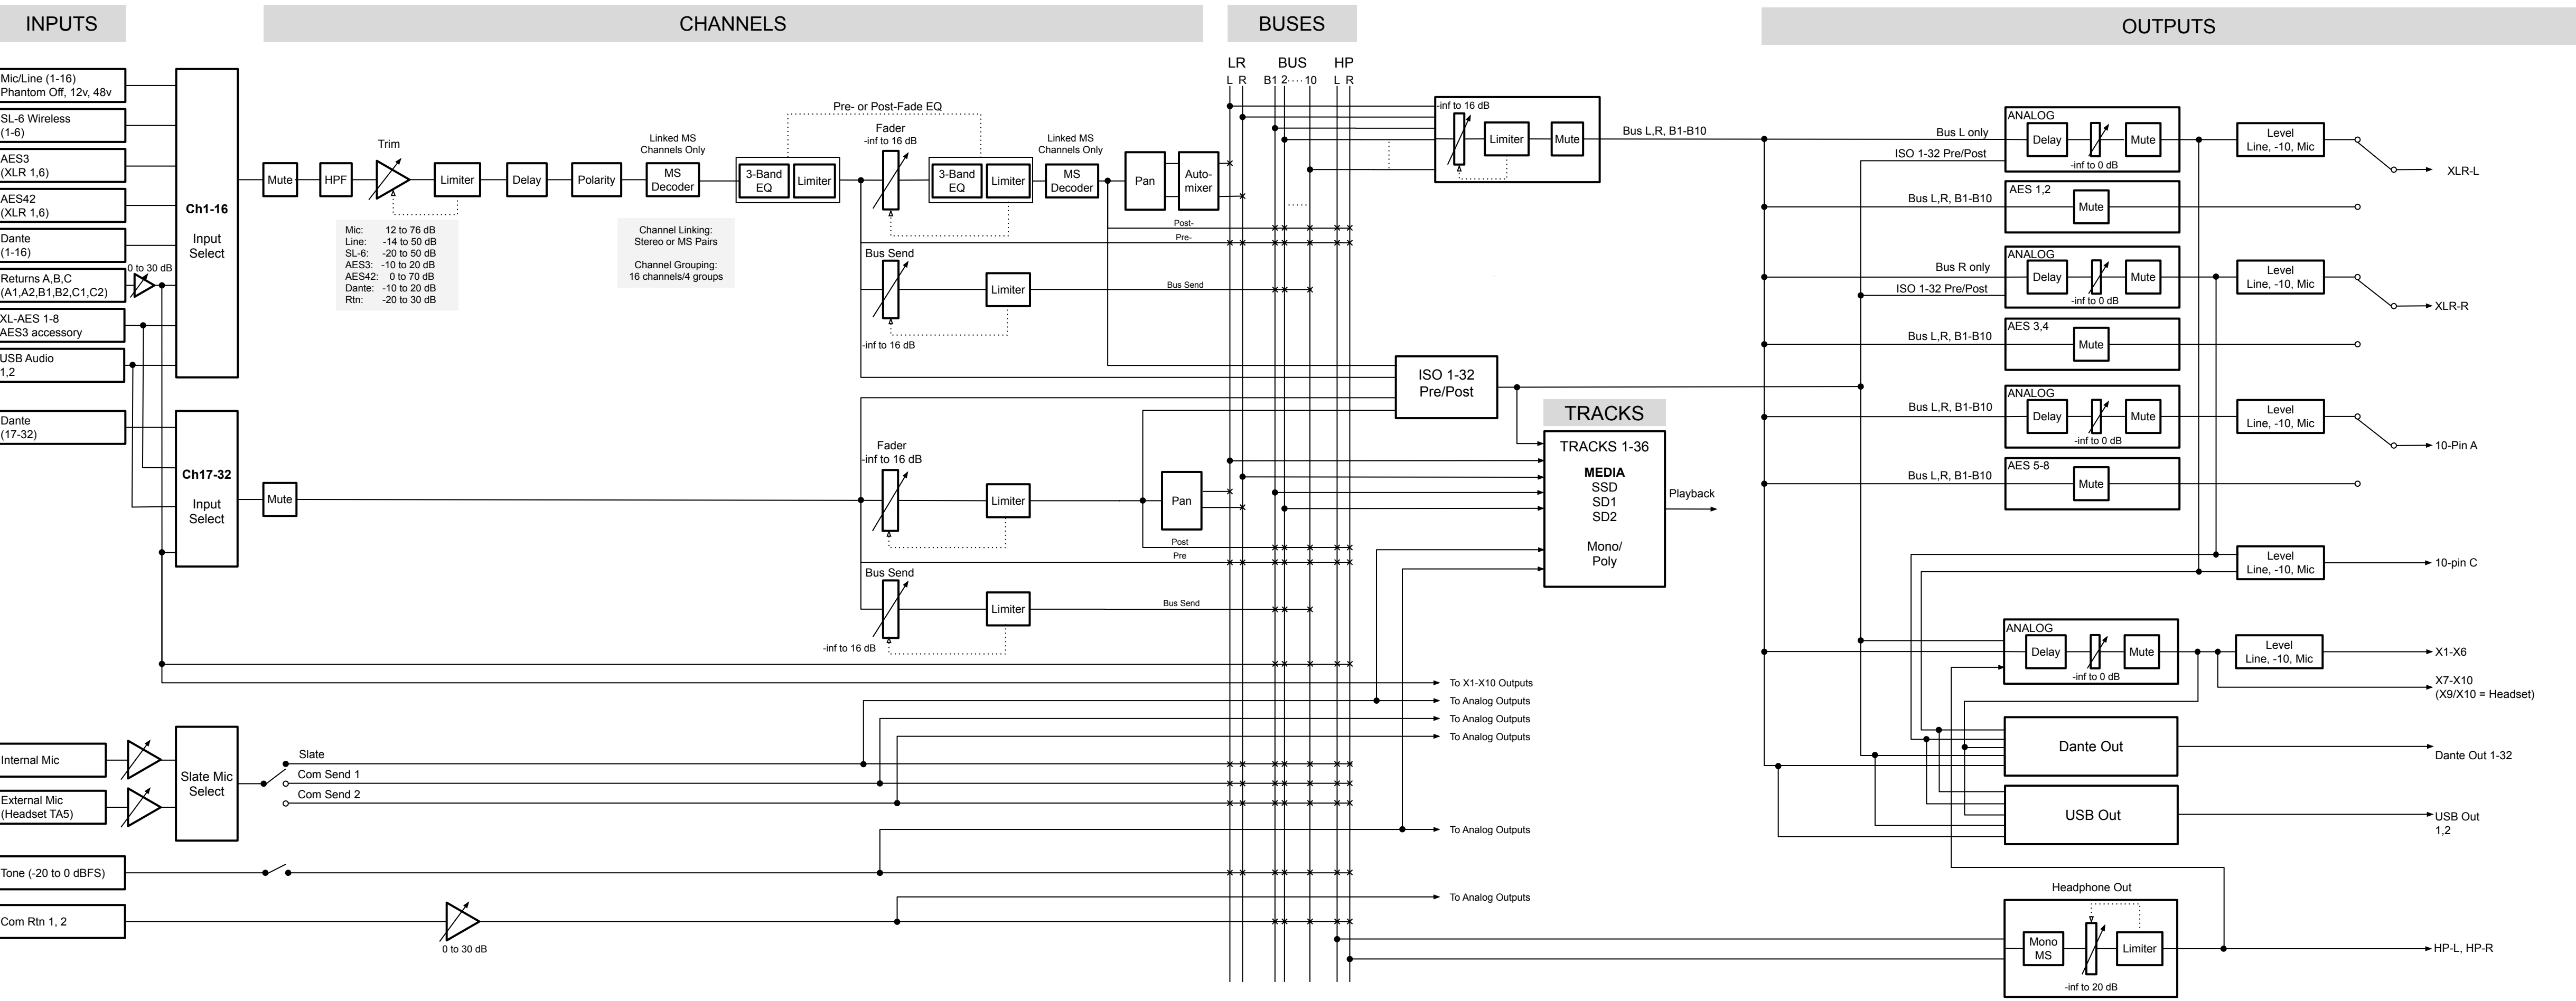 INPUTS
CHANNELS
BUSES
OUTPUTS
Mic/Line (1-16)
Phantom Off, 12v, 48v
SL-6 Wireless
(1-6)
AES3
(XLR 1,6)
AES42
(XLR 1,6)
Dante
(1-16)
0 to 30 dB
Returns A,B,C
(A1,A2,B1,B2,C1,C2)
XL-AES 1-8
AES3 accessory
USB Audio
1,2
Dante
(17-32)
Internal Mic
External Mic
(Headset TA5)
Tone (-20 to 0 dBFS)
Com Rtn 1, 2
Ch1-16
Input
Select
Ch17-32
Input
Select
Slate Mic
Select
Mute
HPF
Trim
Limiter
Delay
Polarity
Linked MS
Channels Only
MS
Decoder
Pre- or Post-Fade EQ
3-Band
EQ
Limiter
Fader
-inf to 16 dB
3-Band
EQ
Limiter
Linked MS
Channels Only
MS
Decoder
Pan
Auto-
mixer
Mic: 12 to 76 dB
Line: -14 to 50 dB
SL-6: -20 to 50 dB
AES3: -10 to 20 dB
AES42: 0 to 70 dB
Dante: -10 to 20 dB
Rtn: -20 to 30 dB
Channel Linking:
Stereo or MS Pairs
Channel Grouping:
16 channels/4 groups
Post-
Pre-
Bus Send
Limiter
Bus Send
-inf to 16 dB
Mute
Fader
-inf to 16 dB
Limiter
Pan
Post
Pre
Bus Send
Limiter
Bus Send
-inf to 16 dB
Slate
Com Send 1
Com Send 2
0 to 30 dB
LR
BUS
HP
L R
B1 2····10
L R
-inf to 16 dB
Limiter
Mute
Bus L,R, B1-B10
ISO 1-32
Pre/Post
TRACKS
TRACKS 1-36
MEDIA
SSD
SD1
SD2
Mono/
Poly
Playback
To X1-X10 Outputs
To Analog Outputs
To Analog Outputs
To Analog Outputs
To Analog Outputs
To Analog Outputs
Bus L only
ISO 1-32 Pre/Post
ANALOG
Delay
Mute
-inf to 0 dB
Level
Line, -10, Mic
XLR-L
Bus L,R, B1-B10
AES 1,2
Mute
Bus R only
ISO 1-32 Pre/Post
ANALOG
Delay
Mute
-inf to 0 dB
Level
Line, -10, Mic
XLR-R
Bus L,R, B1-B10
AES 3,4
Mute
Bus L,R, B1-B10
ANALOG
Delay
Mute
-inf to 0 dB
Level
Line, -10, Mic
10-Pin A
Bus L,R, B1-B10
AES 5-8
Mute
Level
Line, -10, Mic
10-pin C
ANALOG
Delay
Mute
-inf to 0 dB
Level
Line, -10, Mic
X1-X6
X7-X10
(X9/X10 = Headset)
Dante Out
Dante Out 1-32
USB Out
USB Out
1,2
Headphone Out
Mono
MS
Limiter
-inf to 20 dB
HP-L, HP-R